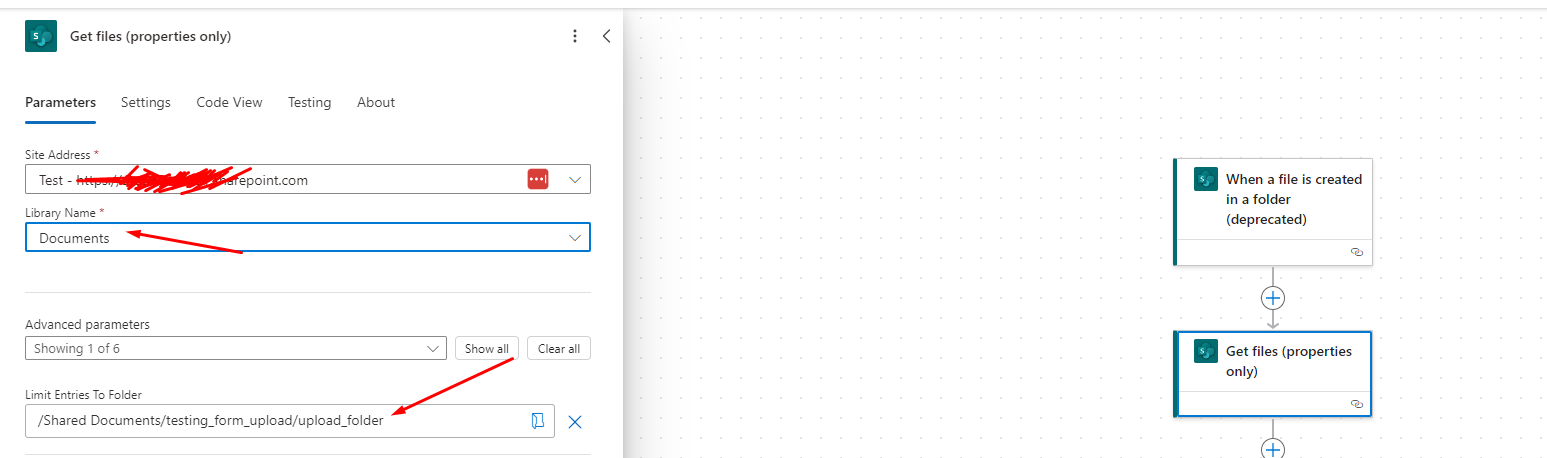 Get files (properties only)
Parameters Settings Code View Testing About
Site Address *
Test - harepoint.com
Library Name *
Documents
Advanced parameters
Showing 1 of 6
Show all
Clear all
Limit Entries To Folder
/Shared Documents/testing_form_upload/upload_folder
When a file is created
in a folder
(deprecated)
Get files (properties
only)